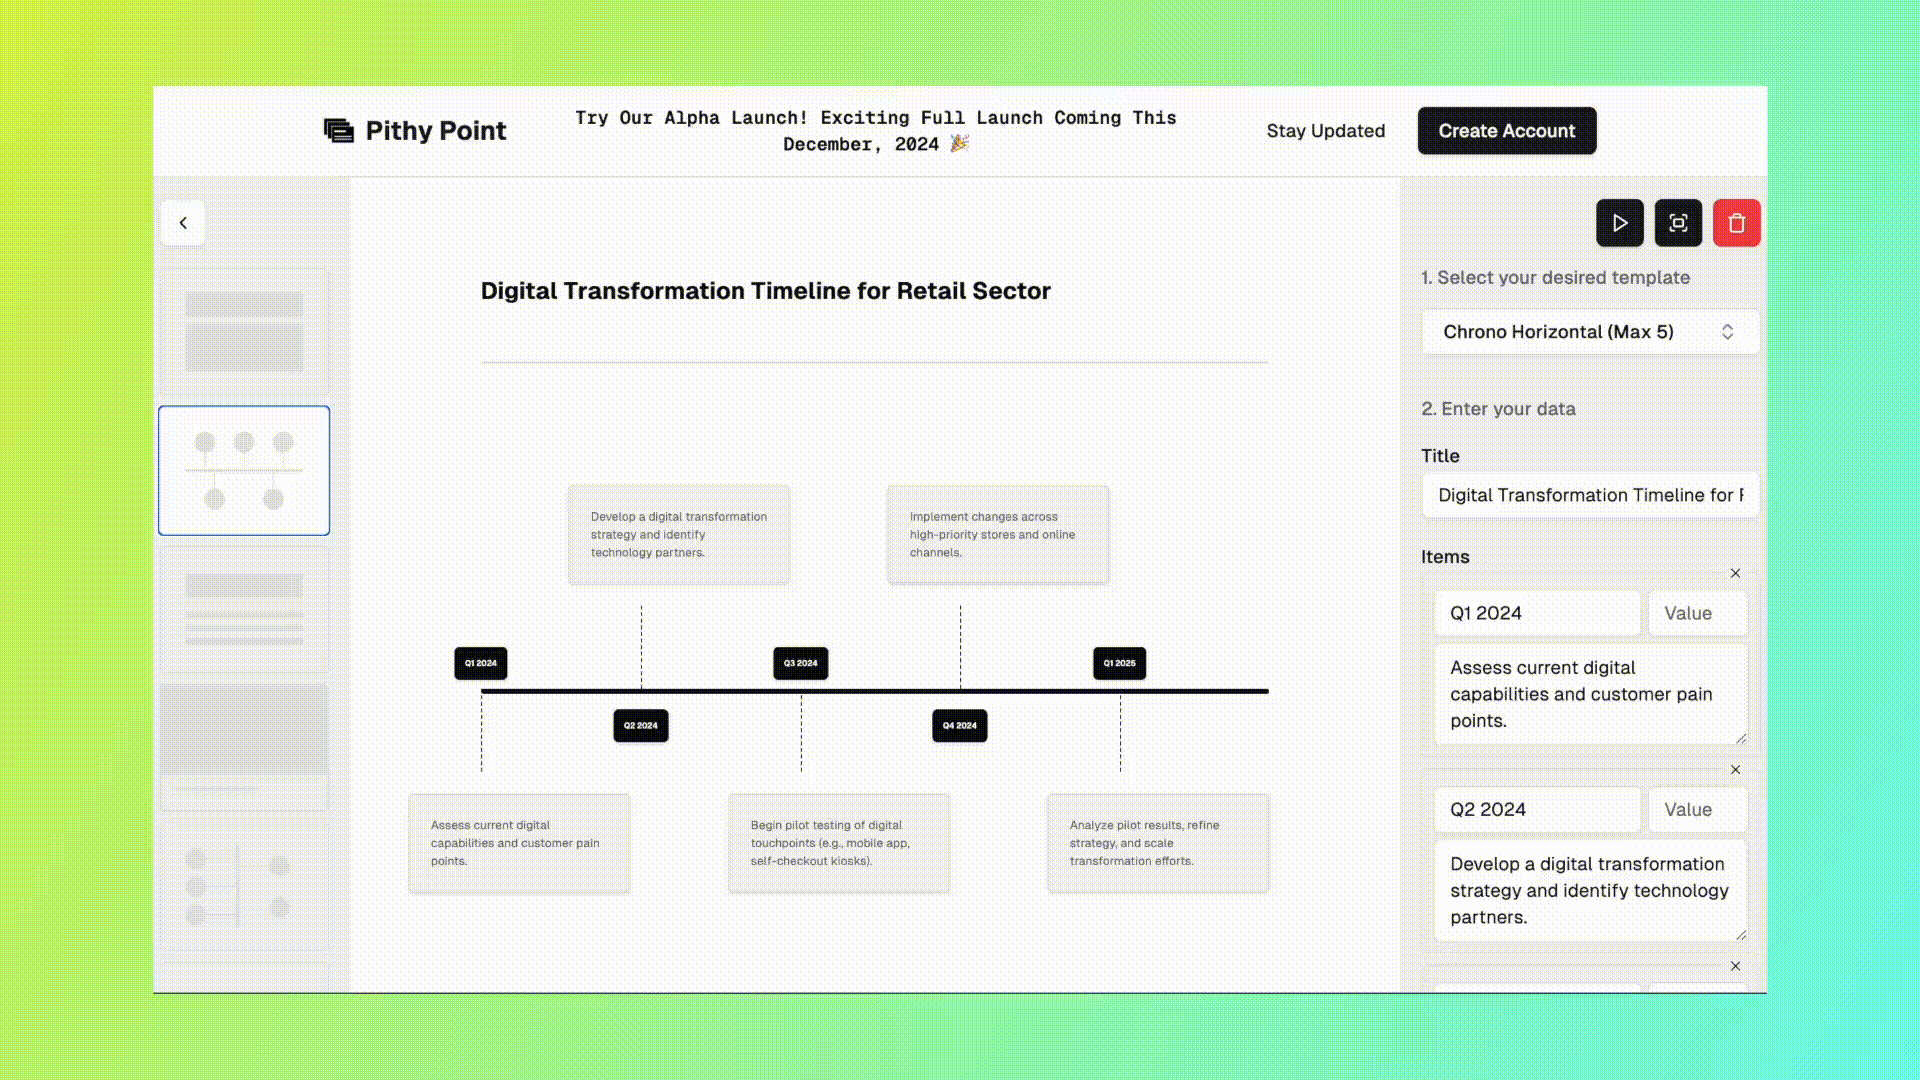 Pithy Point
Try Our Alpha Launch! Exciting Full Launch Coming This
December, 2024 🎉
Stay Updated
Create Account
Digital Transformation Timeline for Retail Sector
Develop a digital transformation
strategy and identify
technology partners.
Implement changes across
high-priority stores and online
channels.
Q1 2024
Q3 2024
Q1 2025
Q2 2024
Q4 2024
Assess current digital
capabilities and customer pain
points.
Begin pilot testing of digital
touchpoints (e.g., mobile app,
self-checkout kiosks).
Analyze pilot results, refine
strategy, and scale
transformation efforts.
1. Select your desired template
Chrono Horizontal (Max 5)
2. Enter your data
Title
Digital Transformation Timeline for
Items
Q1 2024
Value
Assess current digital
capabilities and customer pain
points.
Q2 2024
Value
Develop a digital transformation
strategy and identify technology
partners.